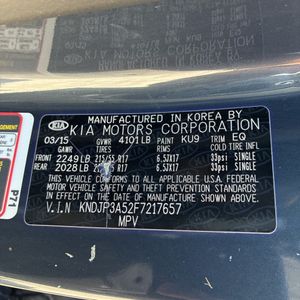 MANUFACTURED IN KOREA BY
KIA KIA MOTORS CORPORATION
03/15 GVWR 4101LB PAINT KU9 TRIM EQ
GAWR TIRES RIMS COLD TIRE INFL
FRONT 2249LB 215/55 R17 6.5JX17 33psi SINGLE
REAR 2028LB 215/55 R17 6.5JX17 33psi SINGLE
THIS VEHICLE CONFORMS TO ALL APPLICABLE
FEDERAL MOTOR VEHICLE SAFETY, BUMPER,
AND THEFT PREVENTION STANDARDS IN
EFFECT ON THE DATE OF MANUFACTURE SHOWN ABOVE.
V.I.N KNDJP3A52F7217657
MPV
P71